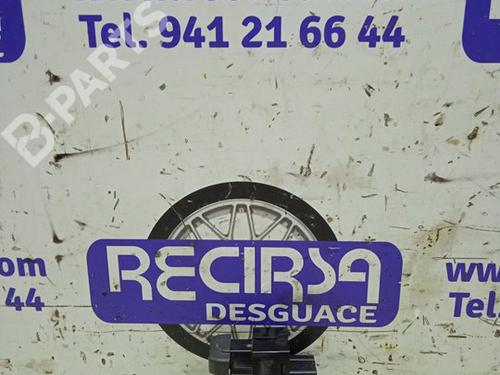 Tel. 941 21 66 44
B-PARTS
RECIRSA
DESGUACE
om
ww
44
Tel.